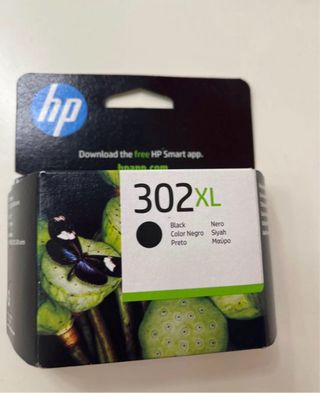 hp
Download the free HP Smart app.
hpapp.com
302XL
Black Nero
Color Negro Siyah
Preto Μαύρο